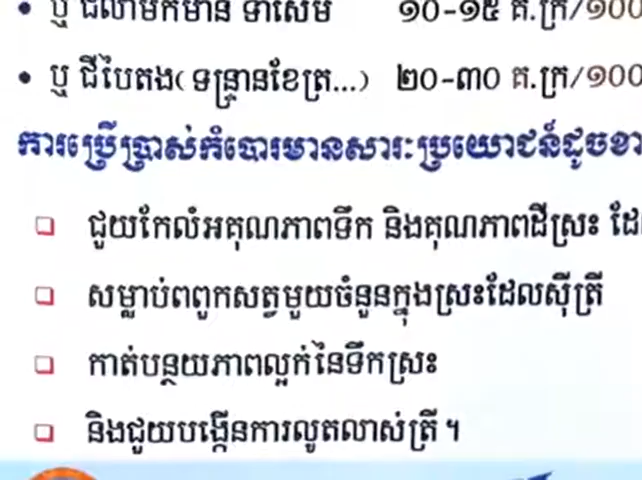 • ឬ ជីលាមកមាន់ ទាសើម ១០-១៥ គ.ក្រ/១00
• ឬ ជីបៃតង(ទន្ទ្រានខែត្រ...) ២០-៣០ គ.ក្រ/១00
ការប្រើប្រាស់កំបោរមានសារៈប្រយោជន៍ដូចខា
ជួយកែលំអគុណភាពទឹក និងគុណភាពដីស្រះ ដែ
សម្លាប់ពពួកសត្វមួយចំនួនក្នុងស្រះដែលស៊ីត្រី
កាត់បន្ថយភាពល្អក់នៃទឹកស្រះ
និងជួយបង្កើនការលូតលាស់ត្រី ។